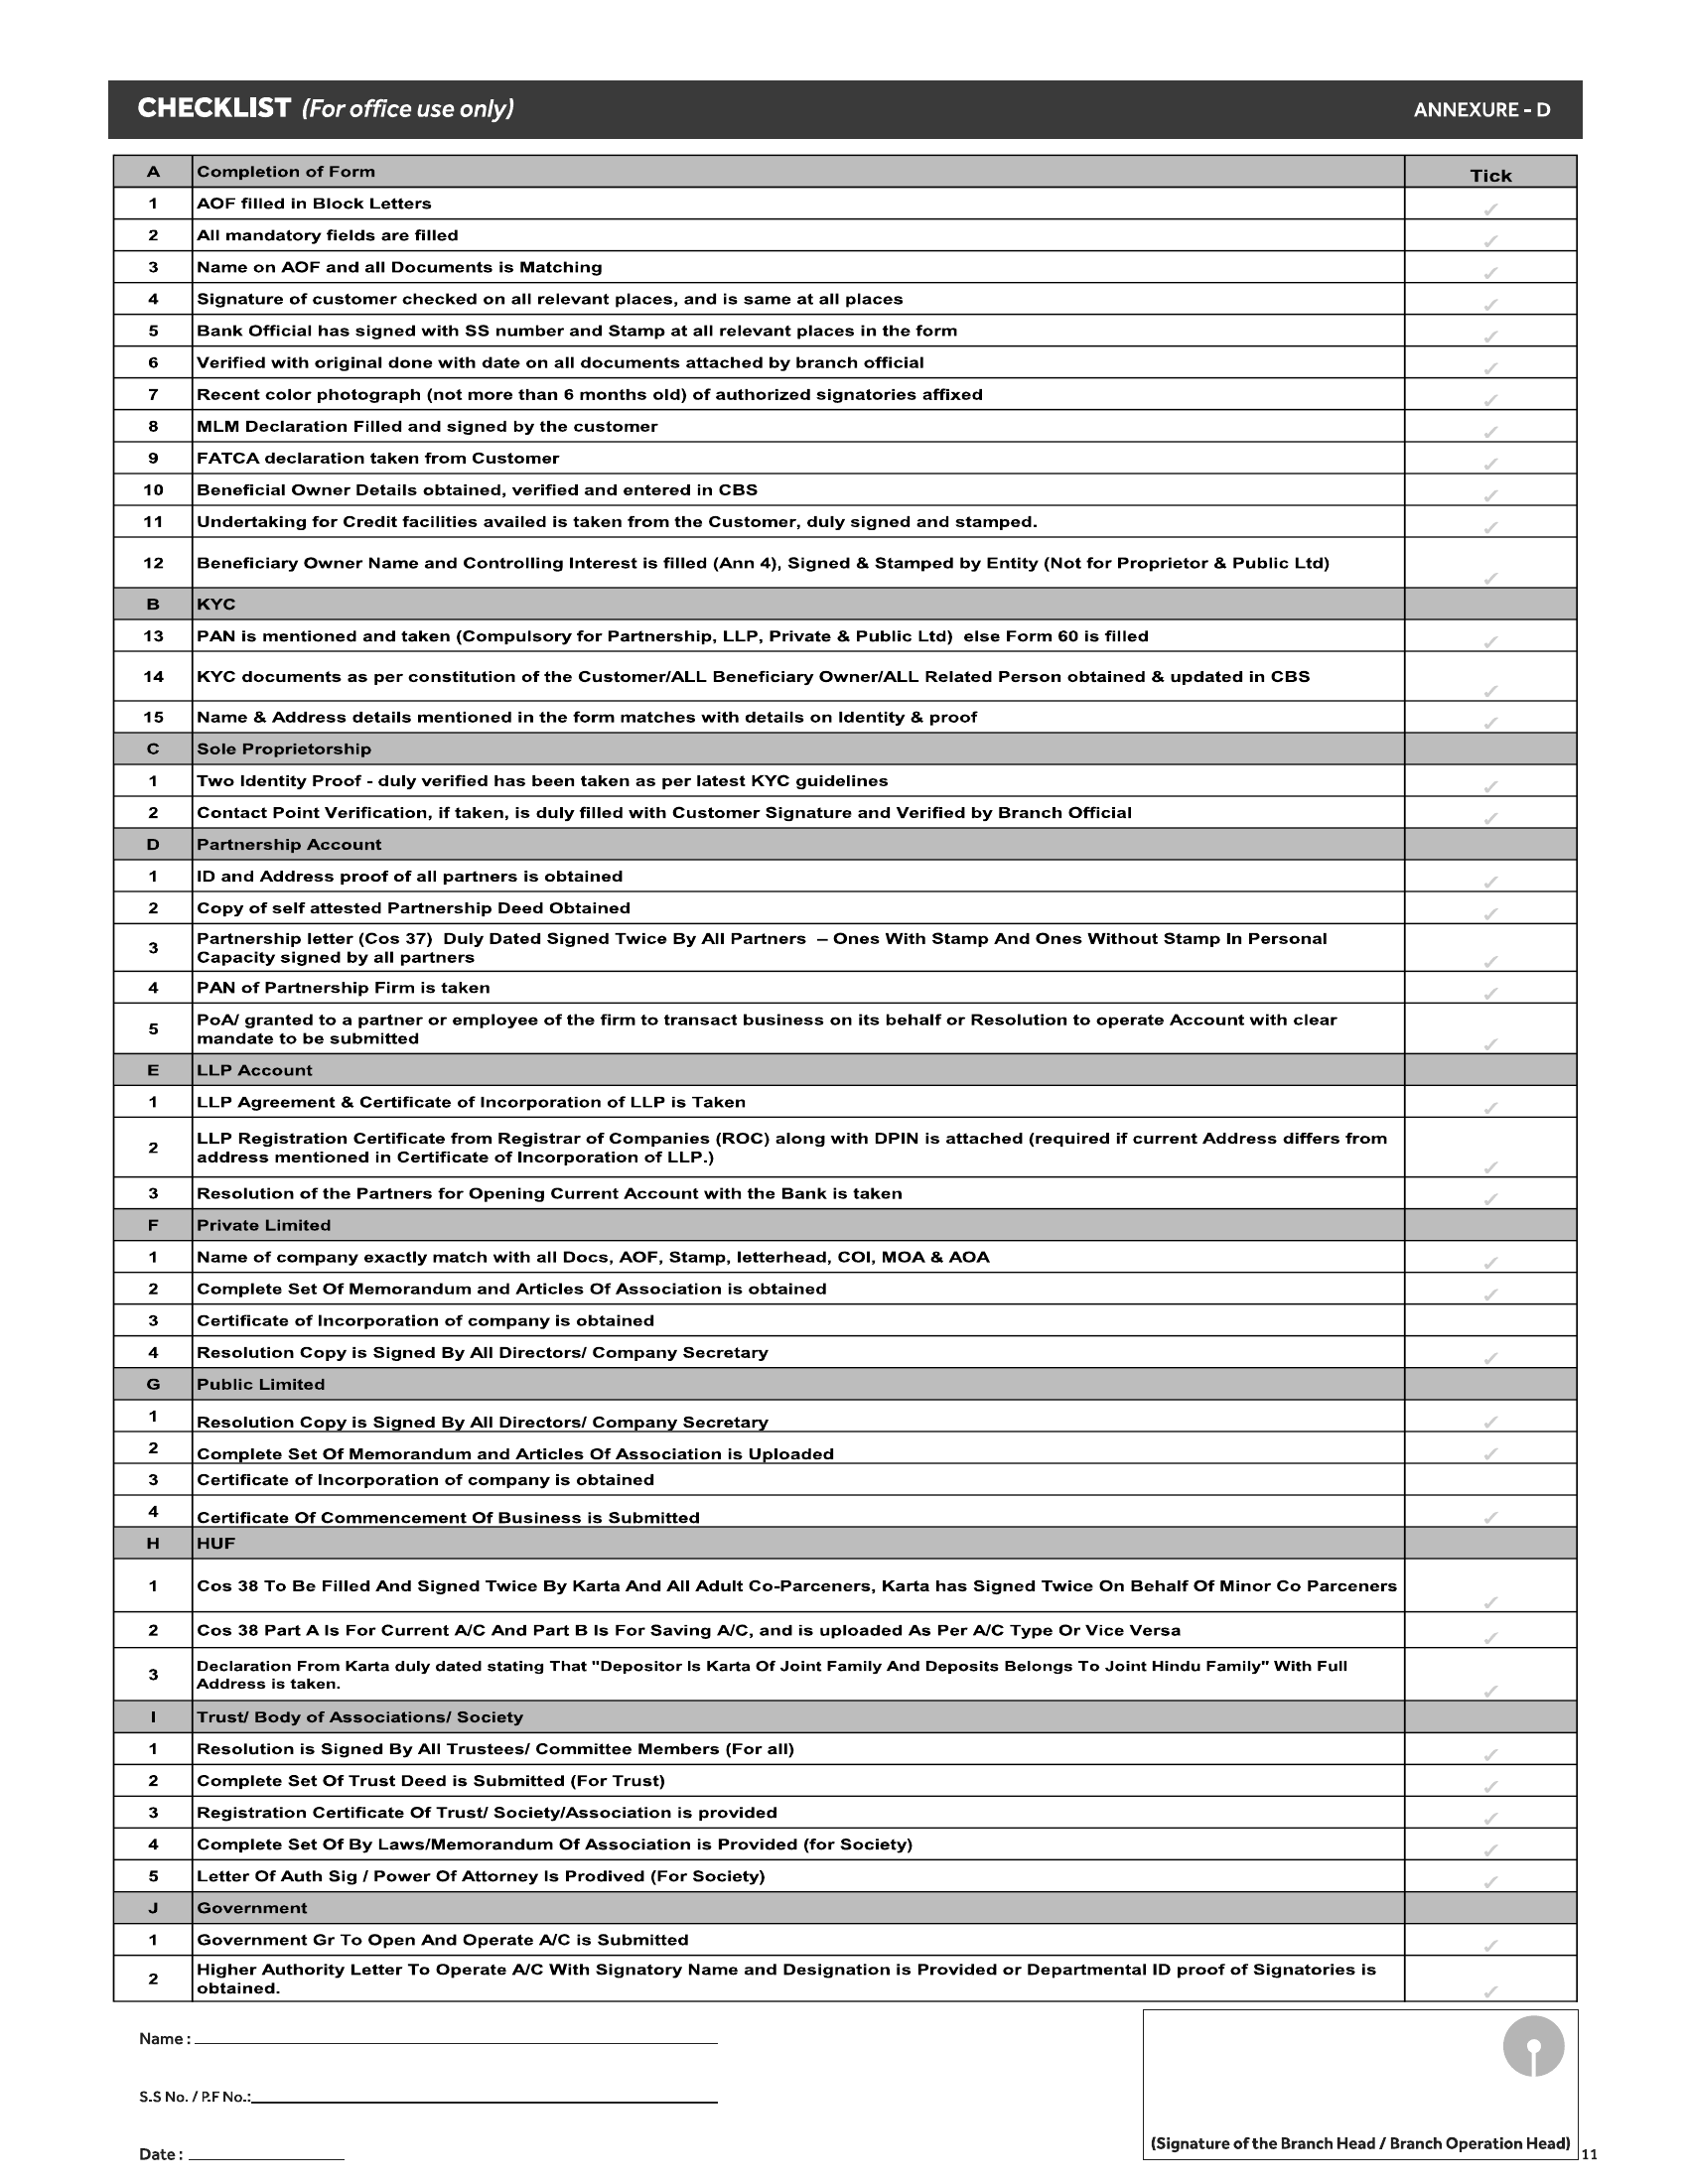 CHECKLIST (For office use only) ANNEXURE - D
A Completion of Form Tick
1 AOF filled in Block Letters ✓
2 All mandatory fields are filled ✓
3 Name on AOF and all Documents is Matching ✓
4 Signature of customer checked on all relevant places, and is same at all places ✓
5 Bank Official has signed with SS number and Stamp at all relevant places in the form ✓
6 Verified with original done with date on all documents attached by branch official ✓
7 Recent color photograph (not more than 6 months old) of authorized signatories affixed ✓
8 MLM Declaration Filled and signed by the customer ✓
9 FATCA declaration taken from Customer ✓
10 Beneficial Owner Details obtained, verified and entered in CBS ✓
11 Undertaking for Credit facilities availed is taken from the Customer, duly signed and stamped. ✓
12 Beneficiary Owner Name and Controlling Interest is filled (Ann 4), Signed & Stamped by Entity (Not for Proprietor & Public Ltd) ✓
B KYC
13 PAN is mentioned and taken (Compulsory for Partnership, LLP, Private & Public Ltd) else Form 60 is filled ✓
14 KYC documents as per constitution of the Customer/ALL Beneficiary Owner/ALL Related Person obtained & updated in CBS ✓
15 Name & Address details mentioned in the form matches with details on Identity & proof ✓
C Sole Proprietorship
1 Two Identity Proof - duly verified has been taken as per latest KYC guidelines ✓
2 Contact Point Verification, if taken, is duly filled with Customer Signature and Verified by Branch Official ✓
D Partnership Account
1 ID and Address proof of all partners is obtained ✓
2 Copy of self attested Partnership Deed Obtained ✓
3 Partnership letter (Cos 37) Duly Dated Signed Twice By All Partners – Ones With Stamp And Ones Without Stamp In Personal
Capacity signed by all partners ✓
4 PAN of Partnership Firm is taken ✓
5 PoA/ granted to a partner or employee of the firm to transact business on its behalf or Resolution to operate Account with clear
mandate to be submitted ✓
E LLP Account
1 LLP Agreement & Certificate of Incorporation of LLP is Taken ✓
2 LLP Registration Certificate from Registrar of Companies (ROC) along with DPIN is attached (required if current Address differs from
address mentioned in Certificate of Incorporation of LLP.) ✓
3 Resolution of the Partners for Opening Current Account with the Bank is taken ✓
F Private Limited
1 Name of company exactly match with all Docs, AOF, Stamp, letterhead, COI, MOA & AOA ✓
2 Complete Set Of Memorandum and Articles Of Association is obtained ✓
3 Certificate of Incorporation of company is obtained
4 Resolution Copy is Signed By All Directors/ Company Secretary ✓
G Public Limited
1 Resolution Copy is Signed By All Directors/ Company Secretary ✓
2 Complete Set Of Memorandum and Articles Of Association is Uploaded ✓
3 Certificate of Incorporation of company is obtained
4 Certificate Of Commencement Of Business is Submitted ✓
H HUF
1 Cos 38 To Be Filled And Signed Twice By Karta And All Adult Co-Parceners, Karta has Signed Twice On Behalf Of Minor Co Parceners ✓
2 Cos 38 Part A Is For Current A/C And Part B Is For Saving A/C, and is uploaded As Per A/C Type Or Vice Versa ✓
3 Declaration From Karta duly dated stating That "Depositor Is Karta Of Joint Family And Deposits Belongs To Joint Hindu Family" With Full
Address is taken. ✓
I Trust/ Body of Associations/ Society
1 Resolution is Signed By All Trustees/ Committee Members (For all) ✓
2 Complete Set Of Trust Deed is Submitted (For Trust) ✓
3 Registration Certificate Of Trust/ Society/Association is provided ✓
4 Complete Set Of By Laws/Memorandum Of Association is Provided (for Society) ✓
5 Letter Of Auth Sig / Power Of Attorney Is Prodived (For Society) ✓
J Government
1 Government Gr To Open And Operate A/C is Submitted ✓
2 Higher Authority Letter To Operate A/C With Signatory Name and Designation is Provided or Departmental ID proof of Signatories is
obtained. ✓
Name :
S.S No. / P.F No.:
Date :
(Signature of the Branch Head / Branch Operation Head)
11